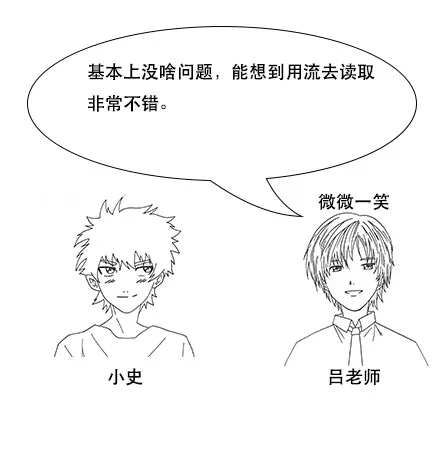 基本上没啥问题，能想到用流去读取
非常不错。
微微一笑
小史
吕老师